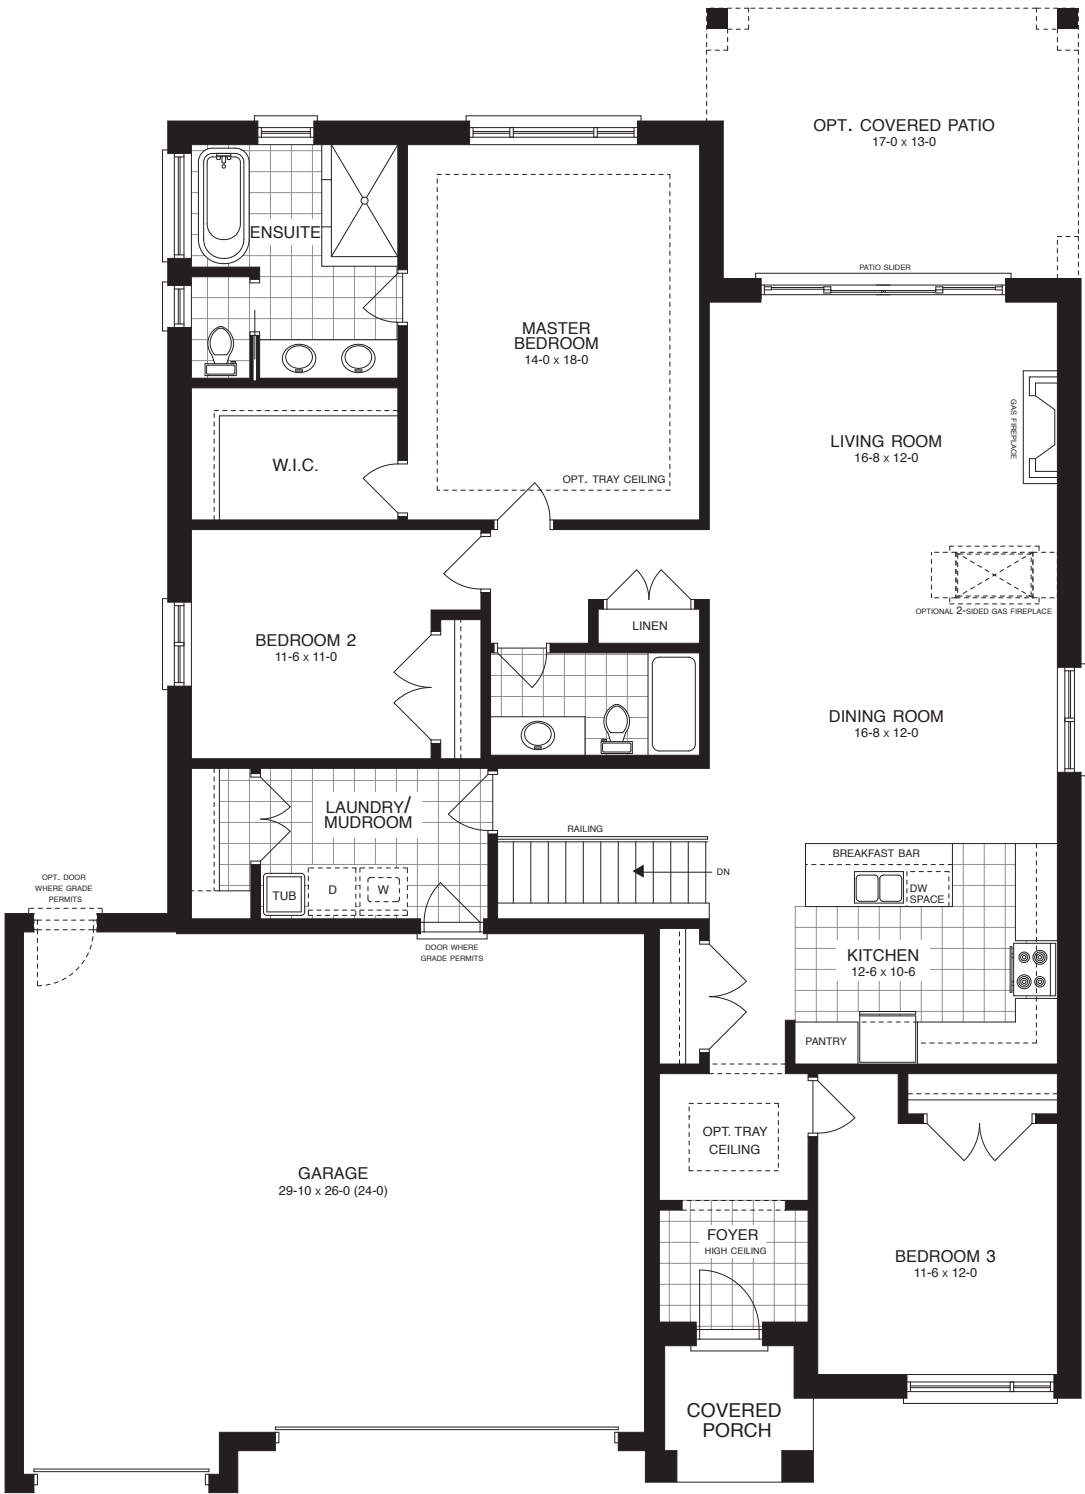 OPT. COVERED PATIO
17-0 x 13-0
PATIO SLIDER
ENSUITE
MASTER
BEDROOM
14-0 x 18-0
OPT. TRAY CEILING
W.I.C.
LIVING ROOM
16-8 x 12-0
GAS FIREPLACE
OPTIONAL 2-SIDED GAS FIREPLACE
LINEN
BEDROOM 2
11-6 x 11-0
DINING ROOM
16-8 x 12-0
LAUNDRY/
MUDROOM
RAILING
DN
TUB
D
W
BREAKFAST BAR
DW
SPACE
KITCHEN
12-6 x 10-6
PANTRY
OPT. DOOR
WHERE GRADE
PERMITS
DOOR WHERE
GRADE PERMITS
OPT. TRAY
CEILING
GARAGE
29-10 x 26-0 (24-0)
FOYER
HIGH CEILING
BEDROOM 3
11-6 x 12-0
COVERED
PORCH